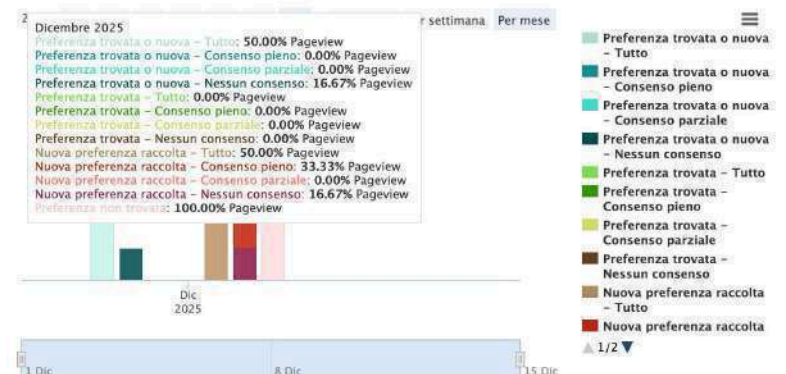 r settimana Per mese
Dicembre 2025
Preferenza trovata o nuova – Tutto: 50.00% Pageview
Preferenza trovata o nuova – Consenso pieno: 0.00% Pageview
Preferenza trovata o nuova – Consenso parziale: 0.00% Pageview
Preferenza trovata o nuova – Nessun consenso: 16.67% Pageview
Preferenza trovata – Tutto: 0.00% Pageview
Preferenza trovata – Consenso pieno: 0.00% Pageview
Preferenza trovata – Consenso parziale: 0.00% Pageview
Preferenza trovata – Nessun consenso: 0.00% Pageview
Nuova preferenza raccolta – Tutto: 50.00% Pageview
Nuova preferenza raccolta – Consenso pieno: 33.33% Pageview
Nuova preferenza raccolta – Consenso parziale: 0.00% Pageview
Nuova preferenza raccolta – Nessun consenso: 16.67% Pageview
Preferenza non trovata: 100.00% Pageview
Dic
2025
1 Dic 8 Dic 15 Dic
Preferenza trovata o nuova
– Tutto
Preferenza trovata o nuova
– Consenso pieno
Preferenza trovata o nuova
– Consenso parziale
Preferenza trovata o nuova
– Nessun consenso
Preferenza trovata – Tutto
Preferenza trovata –
Consenso pieno
Preferenza trovata –
Consenso parziale
Preferenza trovata –
Nessun consenso
Nuova preferenza raccolta
– Tutto
Nuova preferenza raccolta
1/2